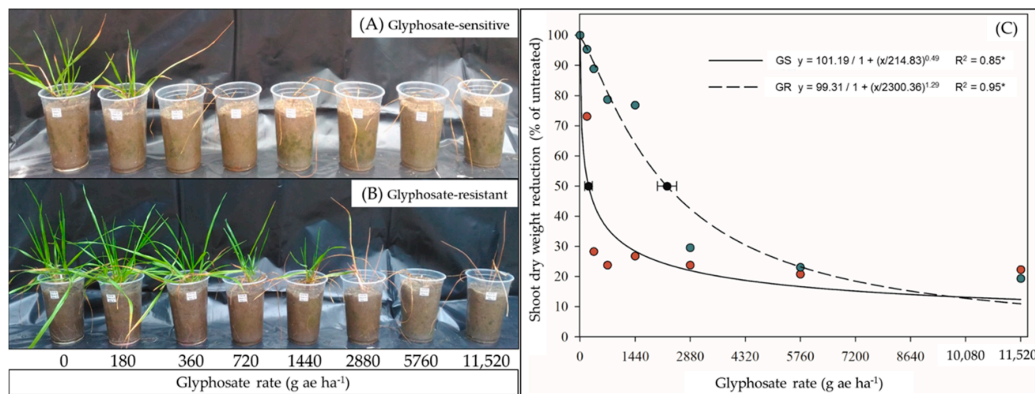 (A) Glyphosate-sensitive
(B) Glyphosate-resistant
0 180 360 720 1440 2880 5760 11,520
Glyphosate rate (g ae ha-1)
(C)
GS y = 101.19 / 1 + (x/214.83)0.49 R2 = 0.85*
GR y = 99.31 / 1 + (x/2300.36)1.29 R2 = 0.95*
Shoot dry weight reduction (% of untreated)
100
90
80
70
60
50
40
30
20
10
0
0 1440 2880 4320 5760 7200 8640 10,080 11,520
Glyphosate rate (g ae ha-1)